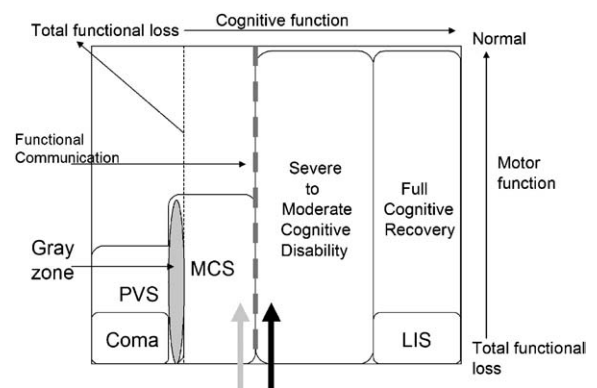 Cognitive function
Total functional loss
Normal
Functional
Communication
Motor
function
Severe
to
Moderate
Cognitive
Disability
Full
Cognitive
Recovery
Gray
zone
MCS
PVS
Coma
LIS
Total functional
loss